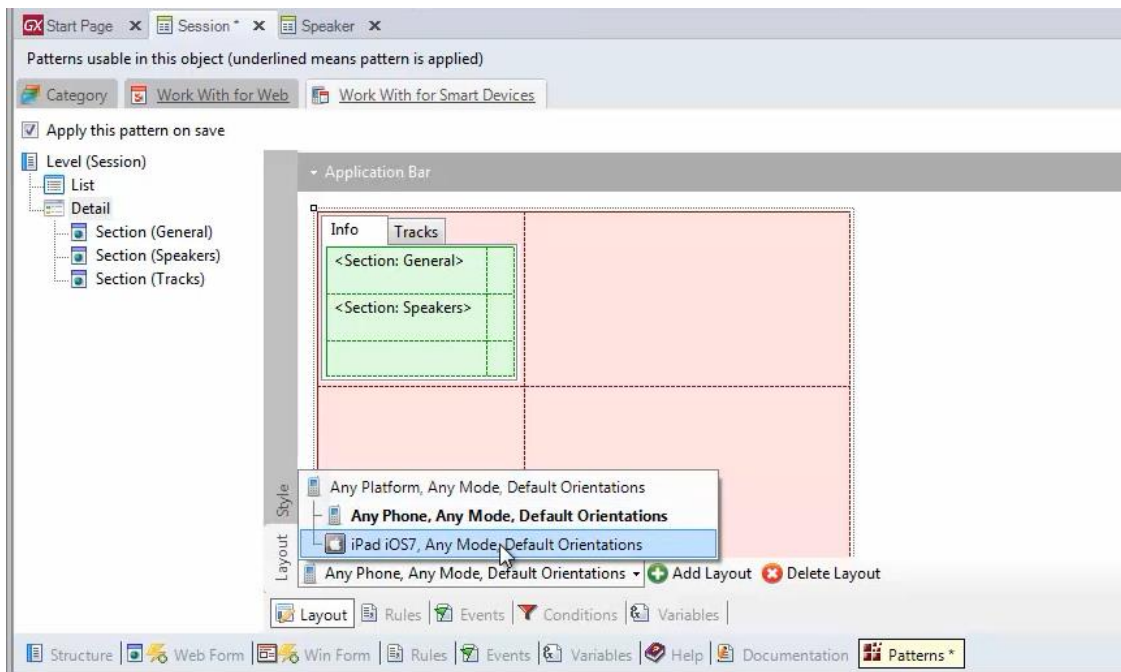 GX Start Page
Session *
Speaker
Patterns usable in this object (underlined means pattern is applied)
Category
Work With for Web
Work With for Smart Devices
Apply this pattern on save
Level (Session)
List
Detail
Section (General)
Section (Speakers)
Section (Tracks)
Application Bar
Info
Tracks
<Section: General>
<Section: Speakers>
Style
Layout
Any Platform, Any Mode, Default Orientations
Any Phone, Any Mode, Default Orientations
iPad iOS7, Any Mode, Default Orientations
Any Phone, Any Mode, Default Orientations
Add Layout
Delete Layout
Layout
Rules
Events
Conditions
Variables
Structure
Web Form
Win Form
Rules
Events
Variables
Help
Documentation
Patterns *